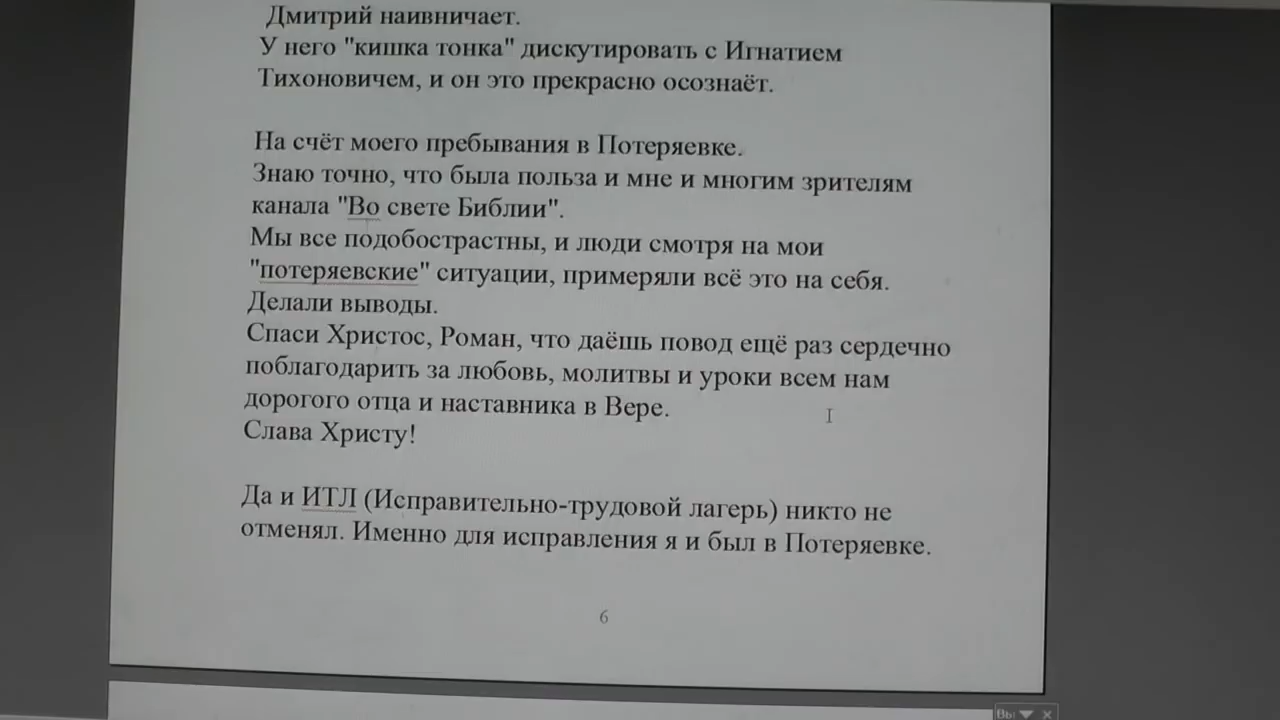 Дмитрий наивничает.
У него "кишка тонка" дискутировать с Игнатием
Тихоновичем, и он это прекрасно осознаёт.
На счёт моего пребывания в Потеряевке.
Знаю точно, что была польза и мне и многим зрителям
канала "Во свете Библии".
Мы все подобострастны, и люди смотря на мои
"потеряевские" ситуации, примеряли всё это на себя.
Делали выводы.
Спаси Христос, Роман, что даёшь повод ещё раз сердечно
поблагодарить за любовь, молитвы и уроки всем нам
дорогого отца и наставника в Вере.
Слава Христу!
Да и ИТЛ (Исправительно-трудовой лагерь) никто не
отменял. Именно для исправления я и был в Потеряевке.
6